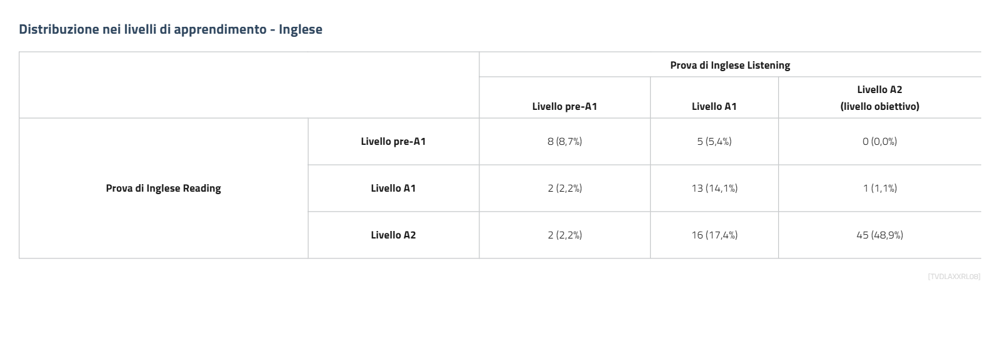 Distribuzione nei livelli di apprendimento - Inglese
Prova di Inglese Listening
Livello pre-A1 Livello A1 Livello A2
(livello obiettivo)
Prova di Inglese Reading
Livello pre-A1 8 (8,7%) 5 (5,4%) 0 (0,0%)
Livello A1 2 (2,2%) 13 (14,1%) 1 (1,1%)
Livello A2 2 (2,2%) 16 (17,4%) 45 (48,9%)
[TVDLAXXRL08]